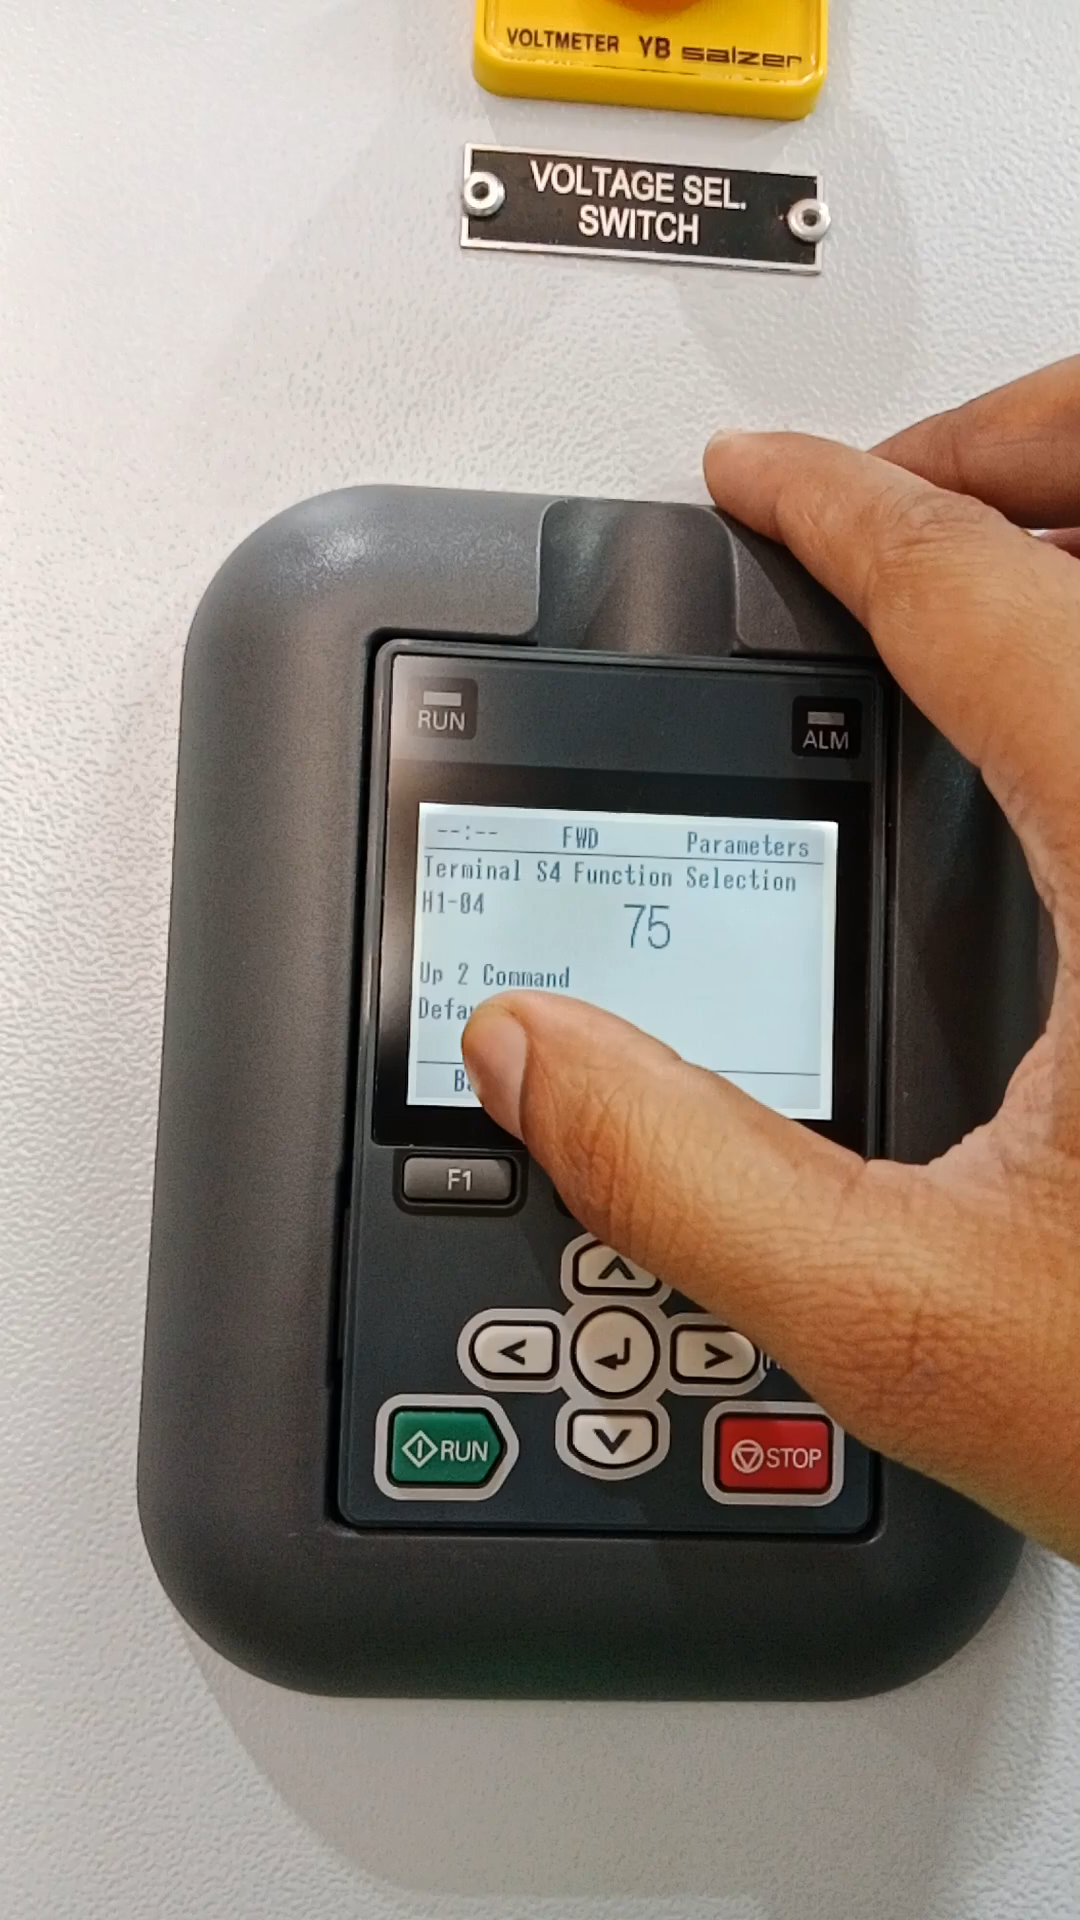 VOLTMETER YB salzer
VOLTAGE SEL.
SWITCH
RUN
ALM
--:-- FWD Parameters
Terminal S4 Function Selection
H1-04 75
Up 2 Command
F1
RUN
STOP